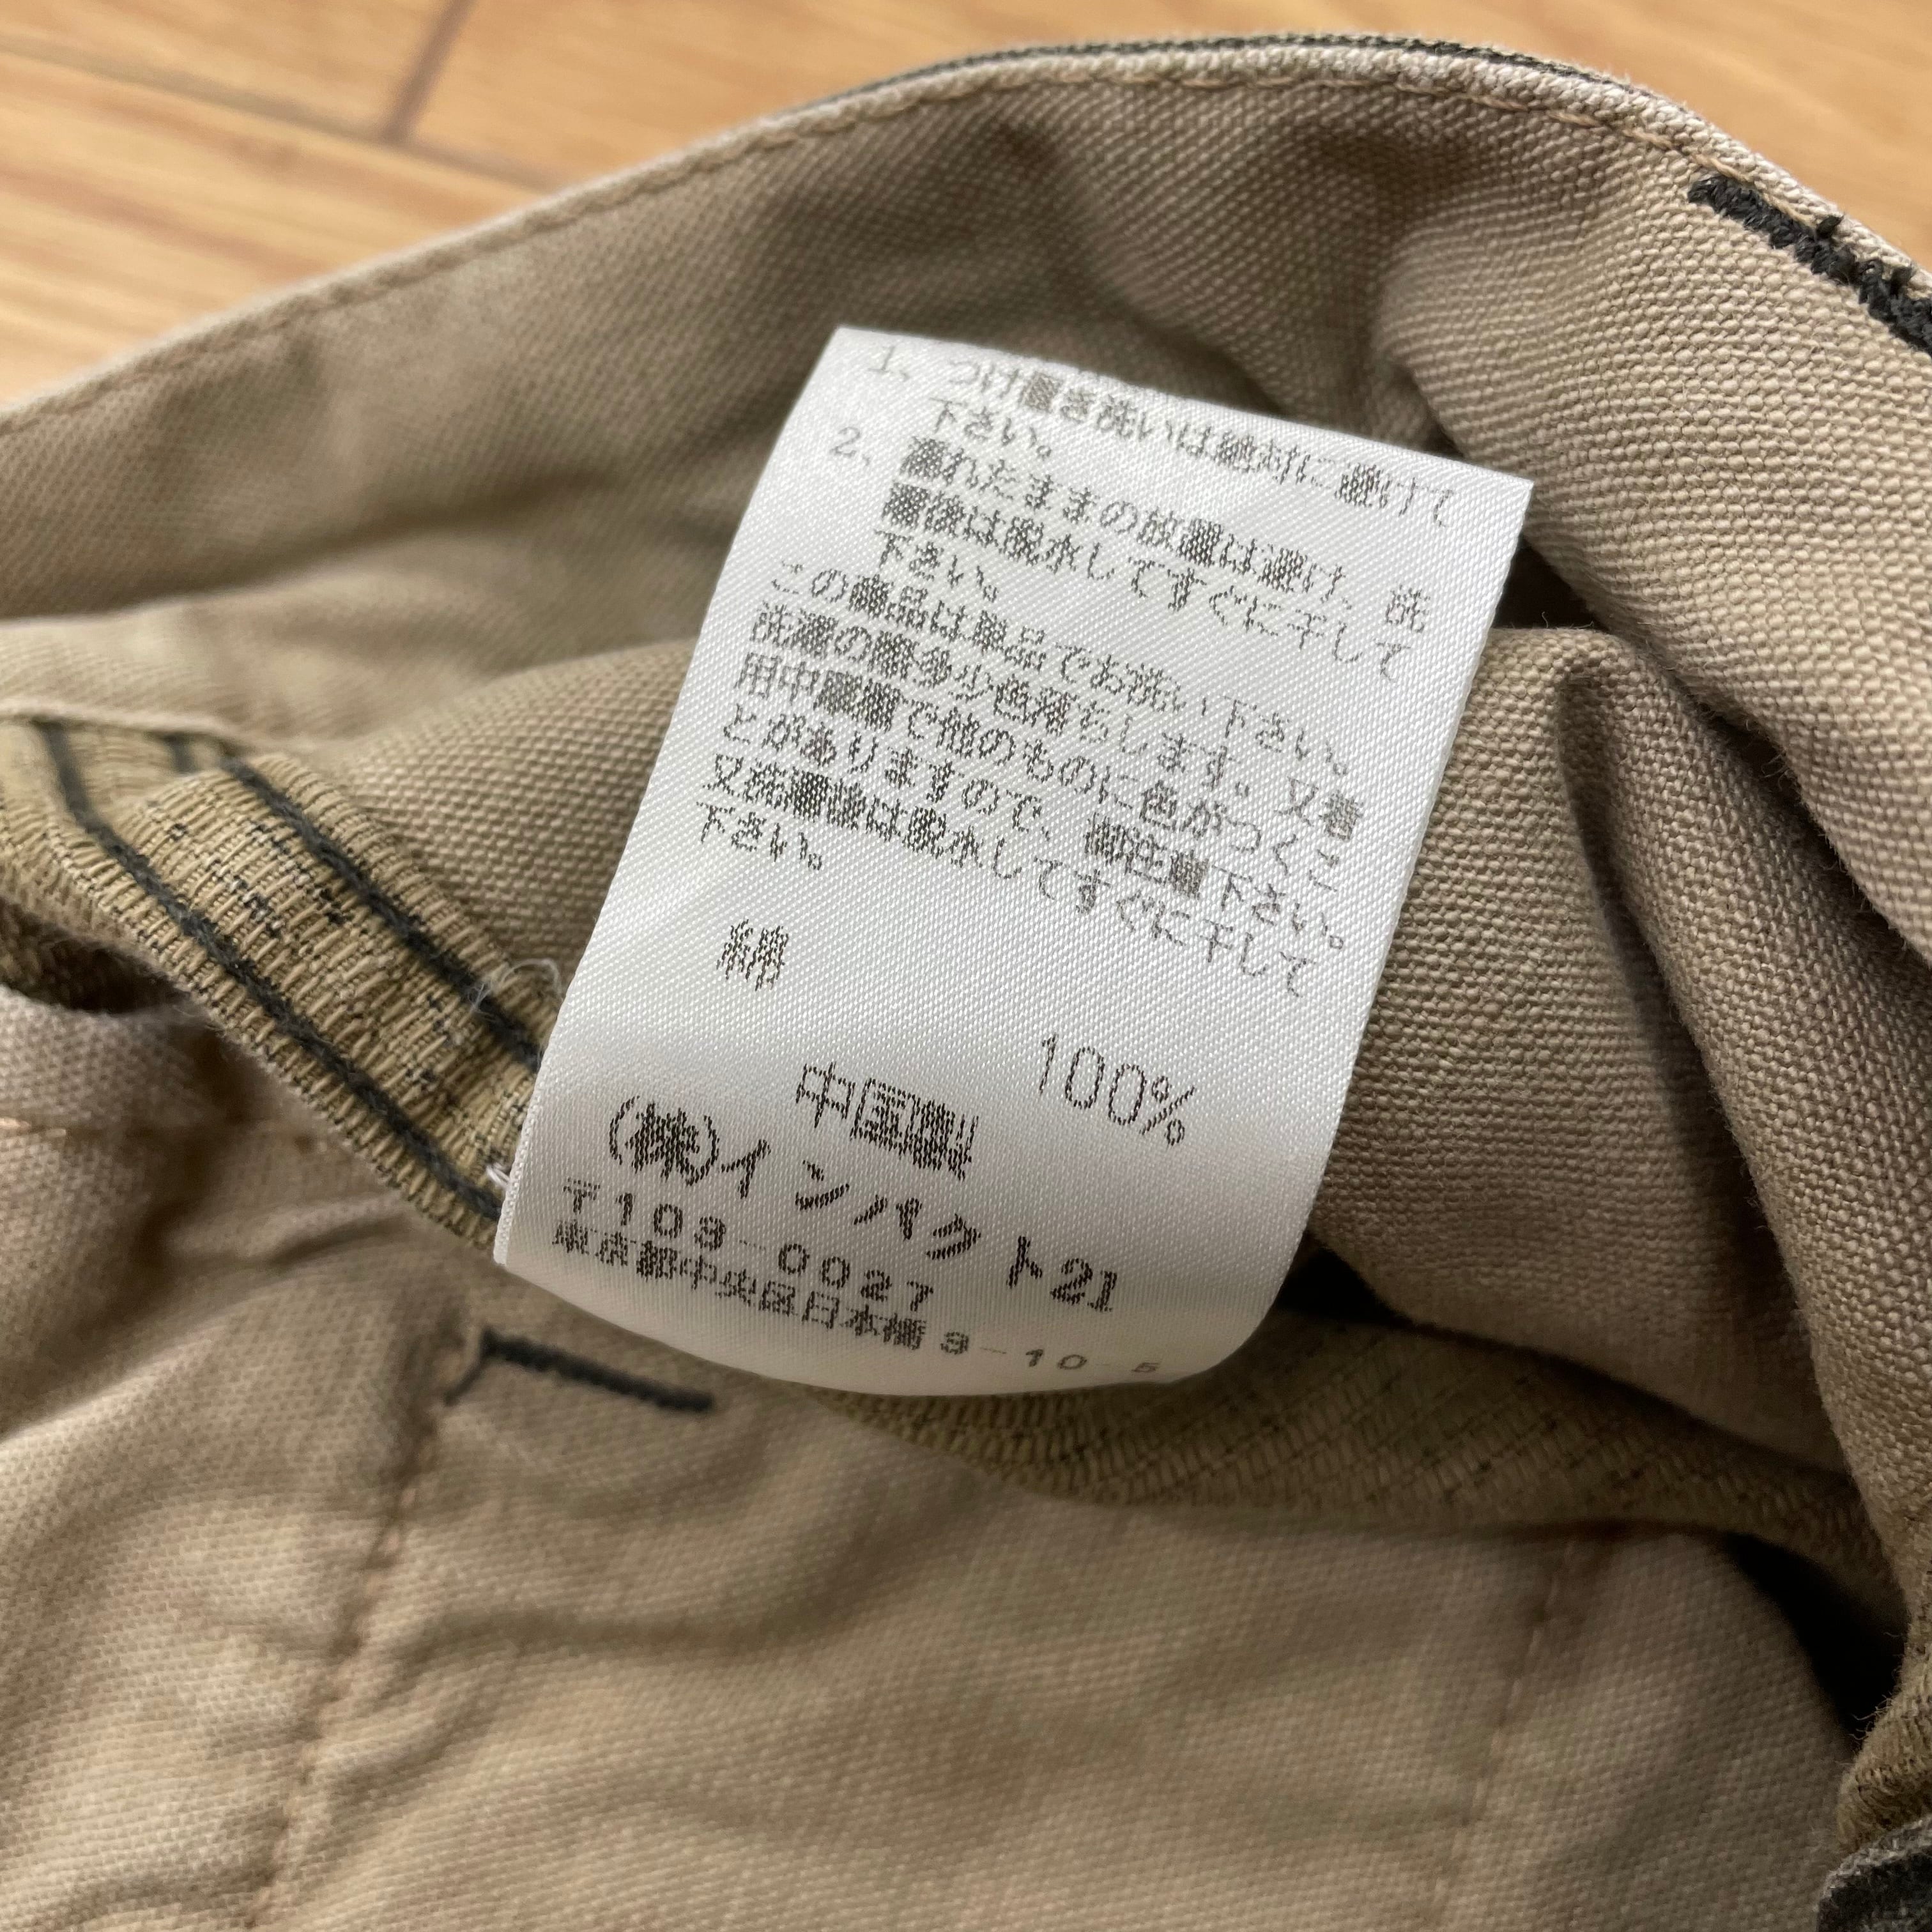 1、つけ置き洗いは絶対に避けて
下さい。
2、濡れたままの放置は避け、洗
濯後は脱水してすぐに干して
下さい。
この商品は単品でお洗い下さい。
洗濯の際多少色落ちします。又着
用中摩擦で他のものに色がつくこ
とがありますので、御注意下さい。
又洗濯後は脱水してすぐに干して
下さい。
綿
100%
中国製
(株)インパクト21
〒103-0027
東京都中央区日本橋3-10-5